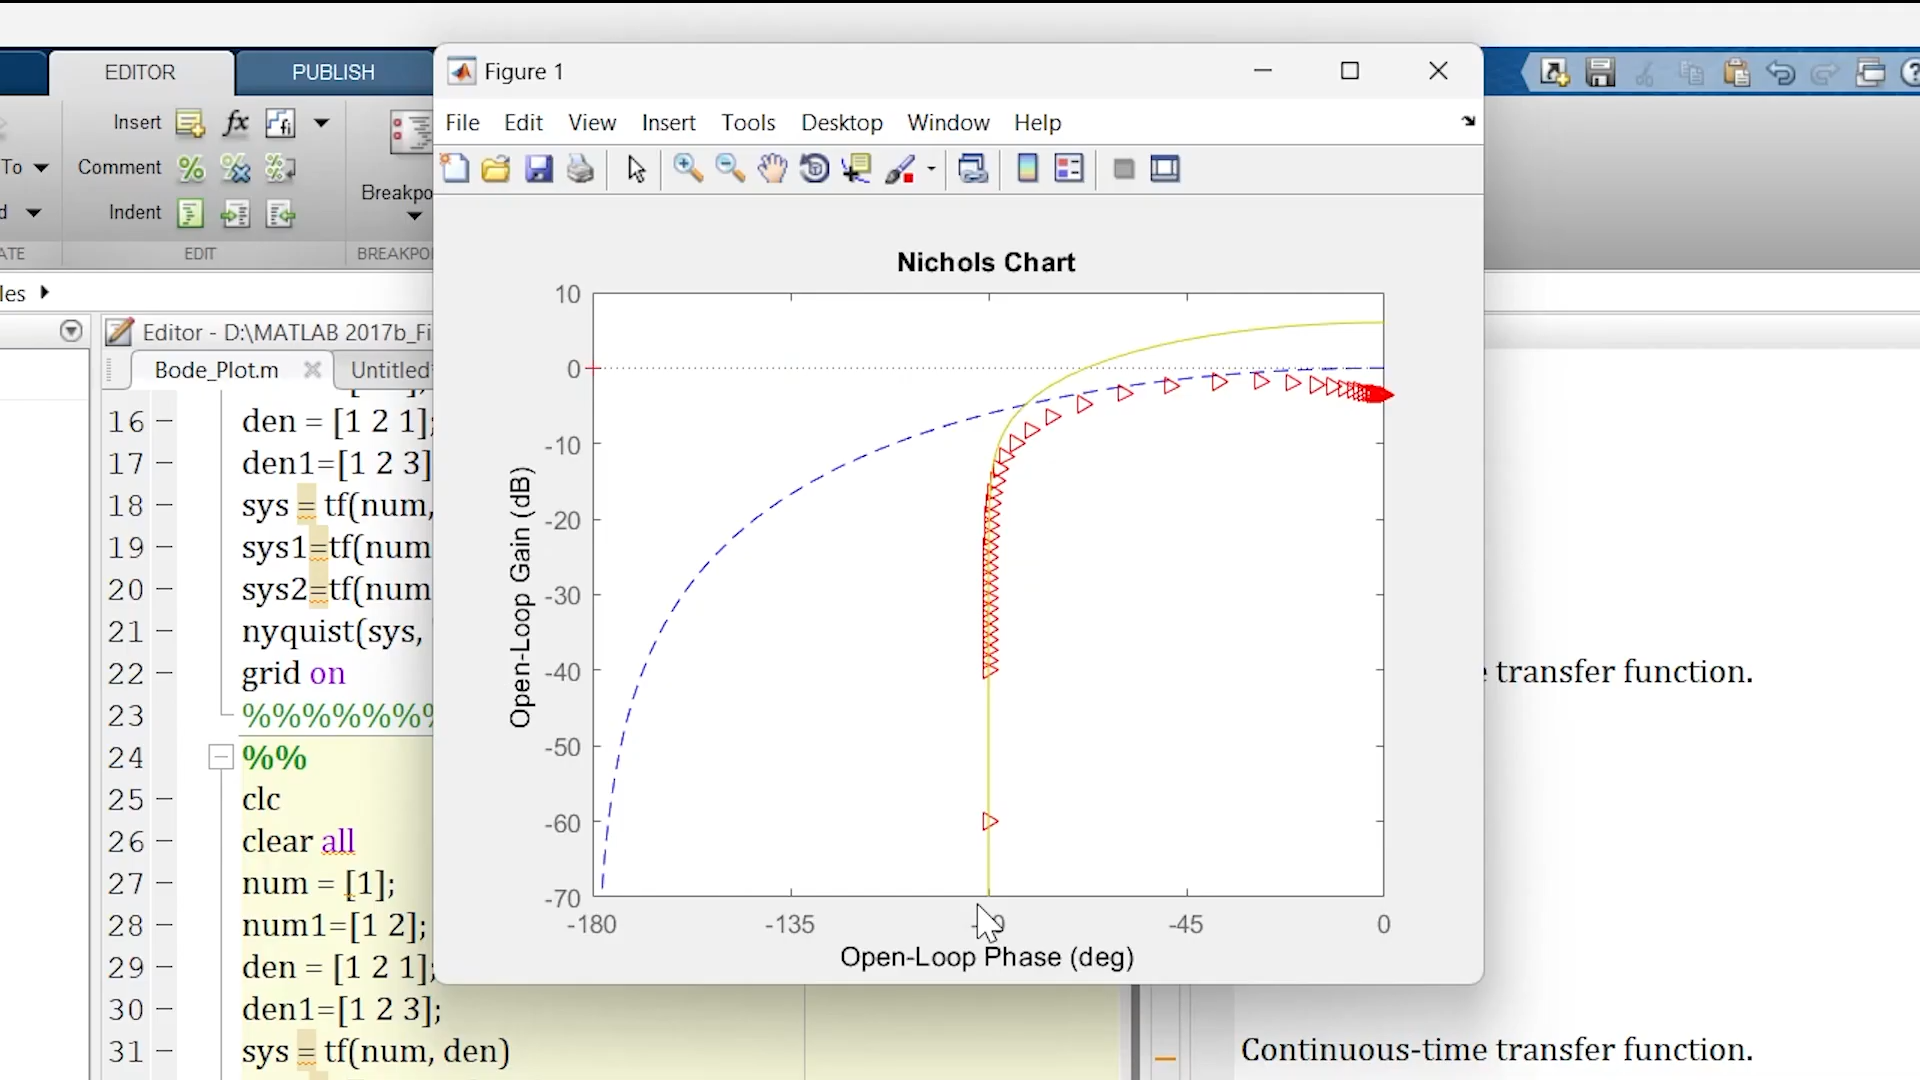 EDITOR
PUBLISH
Insert
fx
fi
To
Comment
Indent
Breakpo
EDIT
BREAKPO
Figure 1
File Edit View Insert Tools Desktop Window Help
Editor - D:\MATLAB 2017b_Fi
Bode_Plot.m
Untitled
16
den = [1 2 1];
17
den1=[1 2 3]
18
sys = tf(num,
19
sys1=tf(num
20
sys2=tf(num
21
nyquist(sys,
22
grid on
23
%%%%%%%
24
%%
25
clc
26
clear all
27
num = [1];
28
num1=[1 2];
29
den = [1 2 1];
30
den1=[1 2 3];
31
sys = tf(num, den)
Nichols Chart
10
0
-10
-20
-30
-40
-50
-60
-70
Open-Loop Gain (dB)
-180
-135
-45
0
Open-Loop Phase (deg)
transfer function.
Continuous-time transfer function.